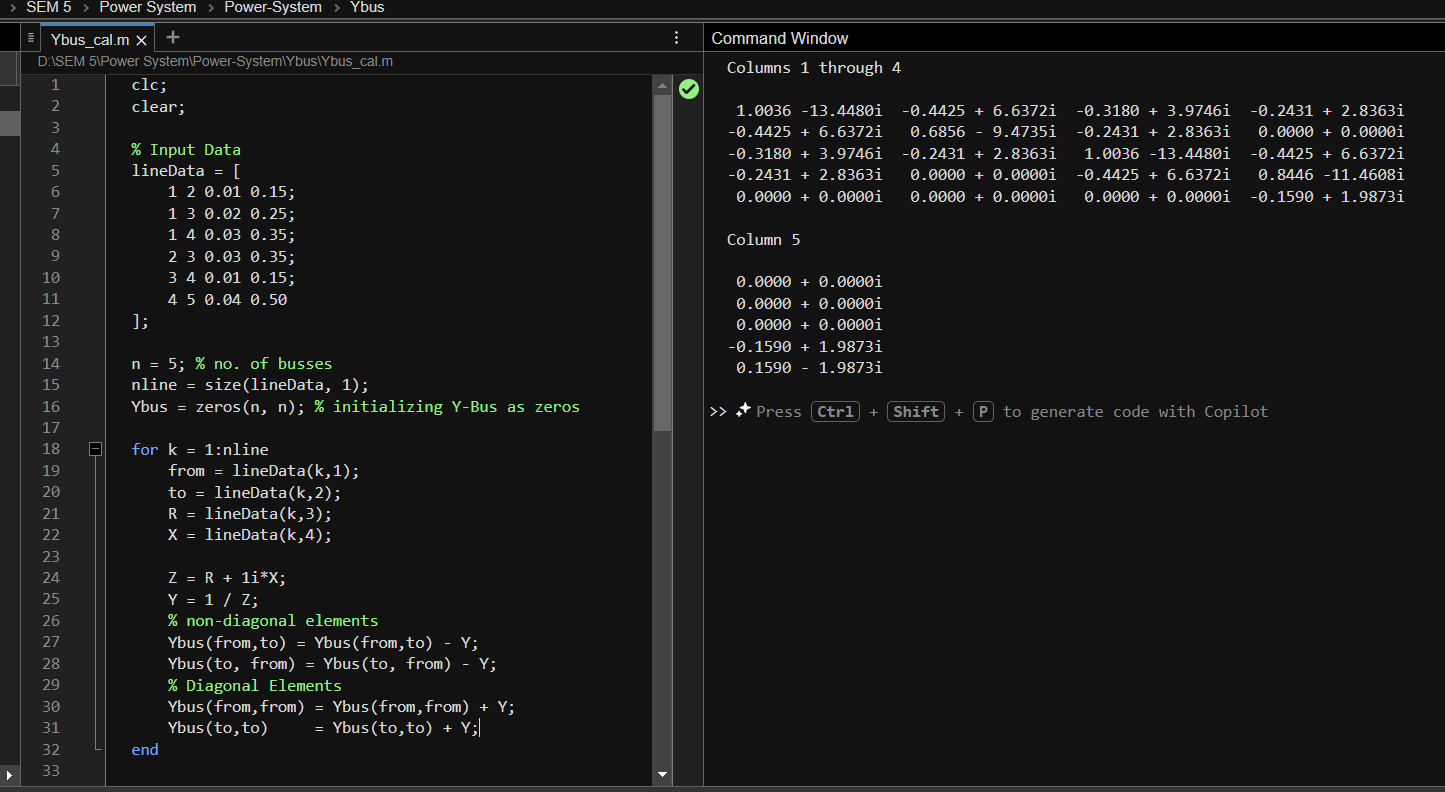 SEM 5 > Power System > Power-System > Ybus
Ybus_cal.m
D:\SEM 5\Power System\Power-System\Ybus\Ybus_cal.m
1 clc;
2 clear;
3
4 % Input Data
5 lineData = [
6 1 2 0.01 0.15;
7 1 3 0.02 0.25;
8 1 4 0.03 0.35;
9 2 3 0.03 0.35;
10 3 4 0.01 0.15;
11 4 5 0.04 0.50
12 ];
13
14 n = 5; % no. of busses
15 nline = size(lineData, 1);
16 Ybus = zeros(n, n); % initializing Y-Bus as zeros
17
18 for k = 1:nline
19 from = lineData(k,1);
20 to = lineData(k,2);
21 R = lineData(k,3);
22 X = lineData(k,4);
23
24 Z = R + 1i*X;
25 Y = 1 / Z;
26 % non-diagonal elements
27 Ybus(from,to) = Ybus(from,to) - Y;
28 Ybus(to, from) = Ybus(to, from) - Y;
29 % Diagonal Elements
30 Ybus(from,from) = Ybus(from,from) + Y;
31 Ybus(to,to)     = Ybus(to,to) + Y;
32 end
33
Command Window
Columns 1 through 4
1.0036 -13.4480i  -0.4425 + 6.6372i  -0.3180 + 3.9746i  -0.2431 + 2.8363i
-0.4425 + 6.6372i   0.6856 - 9.4735i  -0.2431 + 2.8363i   0.0000 + 0.0000i
-0.3180 + 3.9746i  -0.2431 + 2.8363i   1.0036 -13.4480i  -0.4425 + 6.6372i
-0.2431 + 2.8363i   0.0000 + 0.0000i  -0.4425 + 6.6372i   0.8446 -11.4608i
0.0000 + 0.0000i   0.0000 + 0.0000i   0.0000 + 0.0000i  -0.1590 + 1.9873i
Column 5
0.0000 + 0.0000i
0.0000 + 0.0000i
0.0000 + 0.0000i
-0.1590 + 1.9873i
0.1590 - 1.9873i
>> Press Ctrl + Shift + P to generate code with Copilot